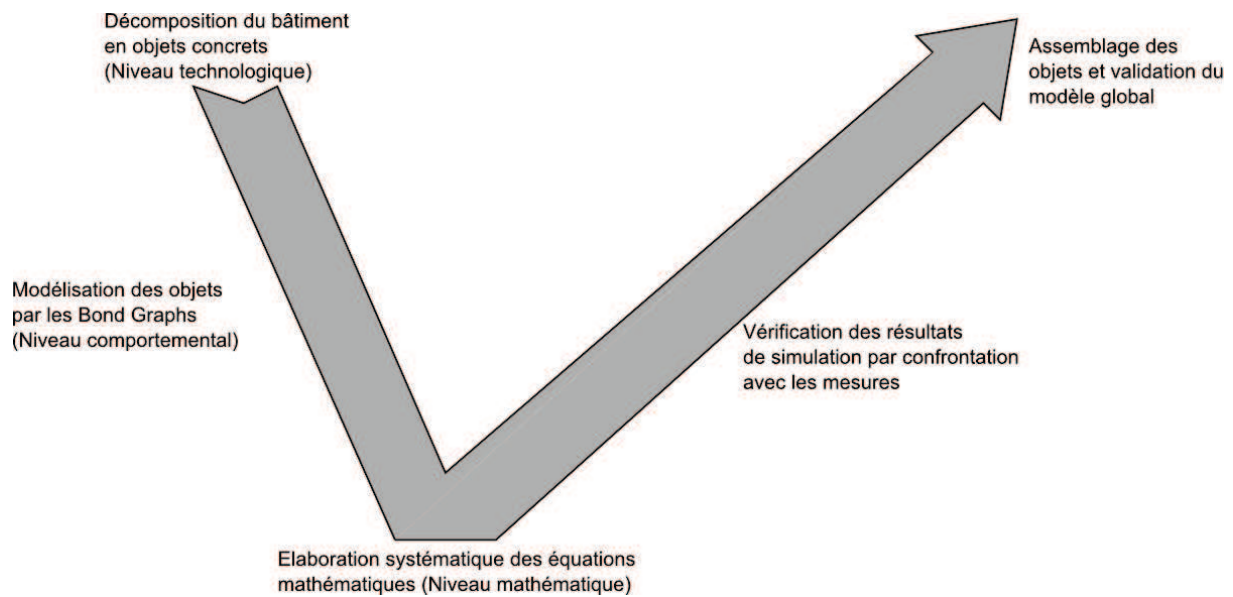 Décomposition du bâtiment
en objets concrets
(Niveau technologique)
Modélisation des objets
par les Bond Graphs
(Niveau comportemental)
Elaboration systématique des équations
mathématiques (Niveau mathématique)
Vérification des résultats
de simulation par confrontation
avec les mesures
Assemblage des
objets et validation du
modèle global